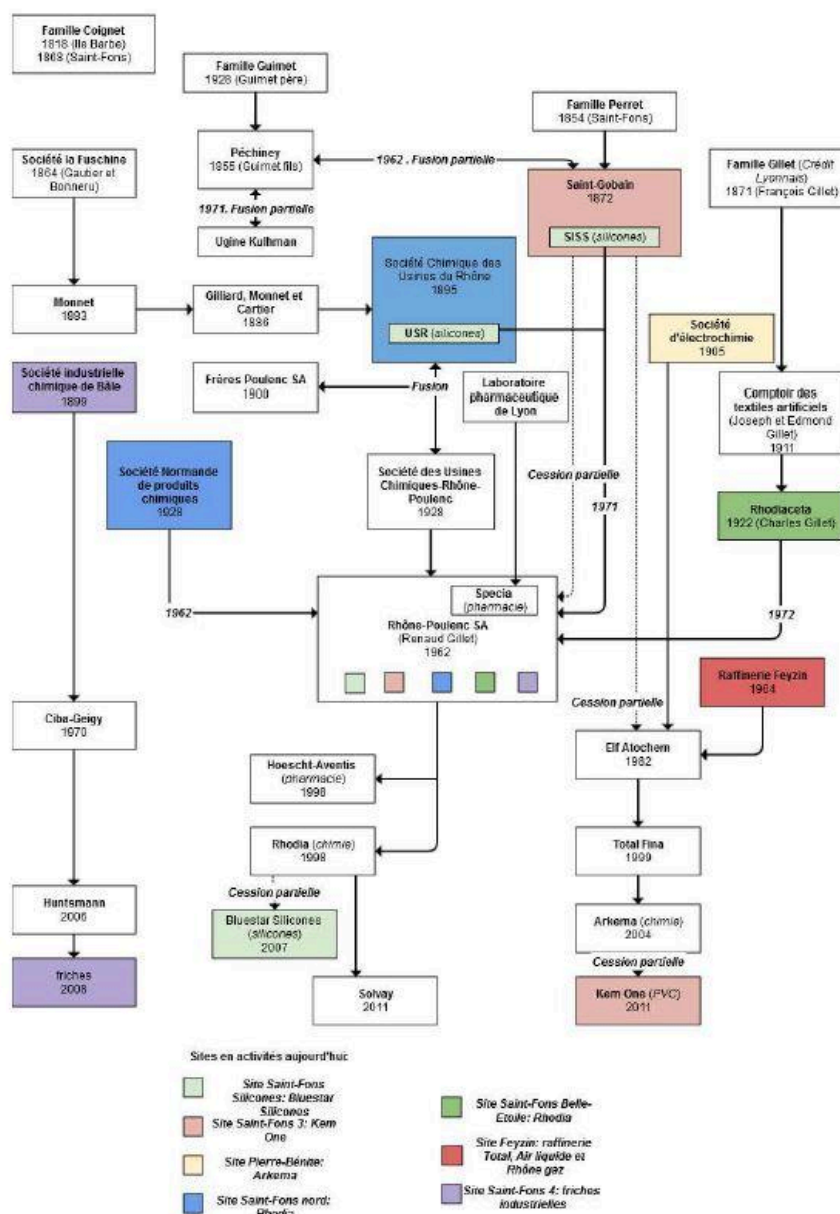 Famille Coignet
1818 (Ile Barbe)
1868 (Saint-Fons)
Famille Guimet
1928 (Guimet père)
Famille Perret
1854 (Saint-Fons)
Société la Fuschine
1864 (Gautier et
Bonneru)
Péchiney
1855 (Guimet fils)
1962 . Fusion partielle
Saint-Gobain
1872
SISS (silicones)
Famille Gillet (Crédit
Lyonnais)
1871 (François Gillet)
1971. Fusion partielle
Ugine Kulhman
Société Chimique des
Usines du Rhône
1895
USR (silicones)
Monnet
1883
Gilliard, Monnet et
Cartier
1886
Société
d'électrochimie
1905
Société industrielle
chimique de Bâle
1899
Frères Poulenc SA
1900
Fusion
Laboratoire
pharmaceutique
de Lyon
Comptoir des
textiles artificiels
(Joseph et Edmond
Gillet)
1911
Société Normande
de produits
chimiques
1928
Société des Usines
Chimiques-Rhône-
Poulenc
1928
Cession partielle
1971
Rhodiaceta
1922 (Charles Gillet)
1962
Specia
(pharmacie)
Rhône-Poulenc SA
(Renaud Gillet)
1962
1972
Raffinerie Feyzin
1964
Ciba-Geigy
1970
Cession partielle
Elf Atochem
1982
Hoescht-Aventis
(pharmacie)
1998
Rhodia (chimie)
1998
Total Fina
1999
Cession partielle
Huntsmann
2006
Bluestar Silicones
(silicones)
2007
Arkema (chimie)
2004
Cession partielle
friches
2008
Solvay
2011
Kem One (PVC)
2011
Sites en activités aujourd'hui:
Site Saint-Fons
Silicones: Bluestar
Silicones
Site Saint-Fons 3: Kem
One
Site Pierre-Bénite:
Arkema
Site Saint-Fons nord:
Rhodia
Site Saint-Fons Belle-
Etoile: Rhodia
Site Feyzin: raffinerie
Total, Air liquide et
Rhône gaz
Site Saint-Fons 4: friches
industrielles